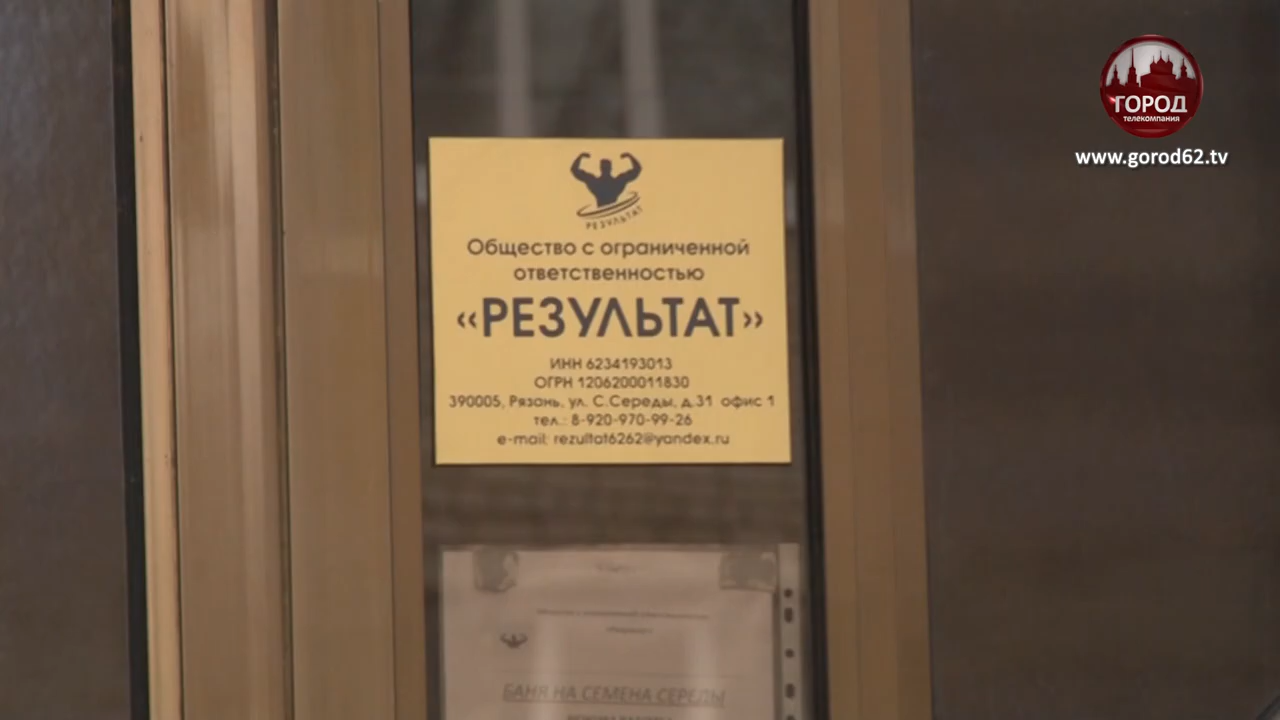 ГОРОД
телекомпания
www.gorod62.tv
РЕЗУЛЬТАТ
Общество с ограниченной
ответственностью
«РЕЗУЛЬТАТ»
ИНН 6234193013
ОГРН 1206200011830
390005, Рязань, ул. С.Середы, д.31 офис 1
тел.: 8-920-970-99-26
e-mail: rezultat6262@yandex.ru
БАНЯ НА СЕМЕНА СЕРЕДЫ